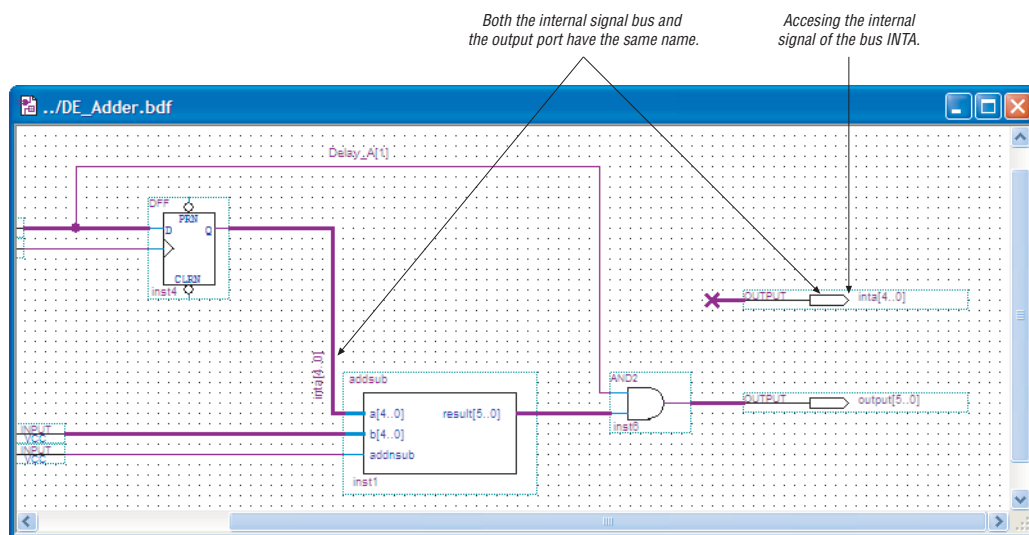 Both the internal signal bus and
the output port have the same name.
Accesing the internal
signal of the bus INTA.
../DE_Adder.bdf
Delay_A[1]
DFF
PRN
D
Q
CLRN
inst4
OUTPUT
inta[4..0]
inta[4..0]
addsub
a[4..0]
result[5..0]
b[4..0]
addnsub
inst1
AND2
inst6
OUTPUT
output[5..0]
INPUT
VCC
INPUT
VCC